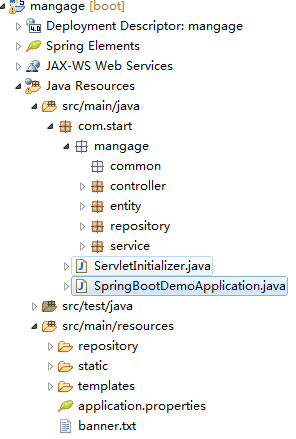 mangage [boot]
Deployment Descriptor: mangage
Spring Elements
JAX-WS Web Services
Java Resources
src/main/java
com.start
mangage
common
controller
entity
repository
service
ServletInitializer.java
SpringBootDemoApplication.java
src/test/java
src/main/resources
repository
static
templates
application.properties
banner.txt